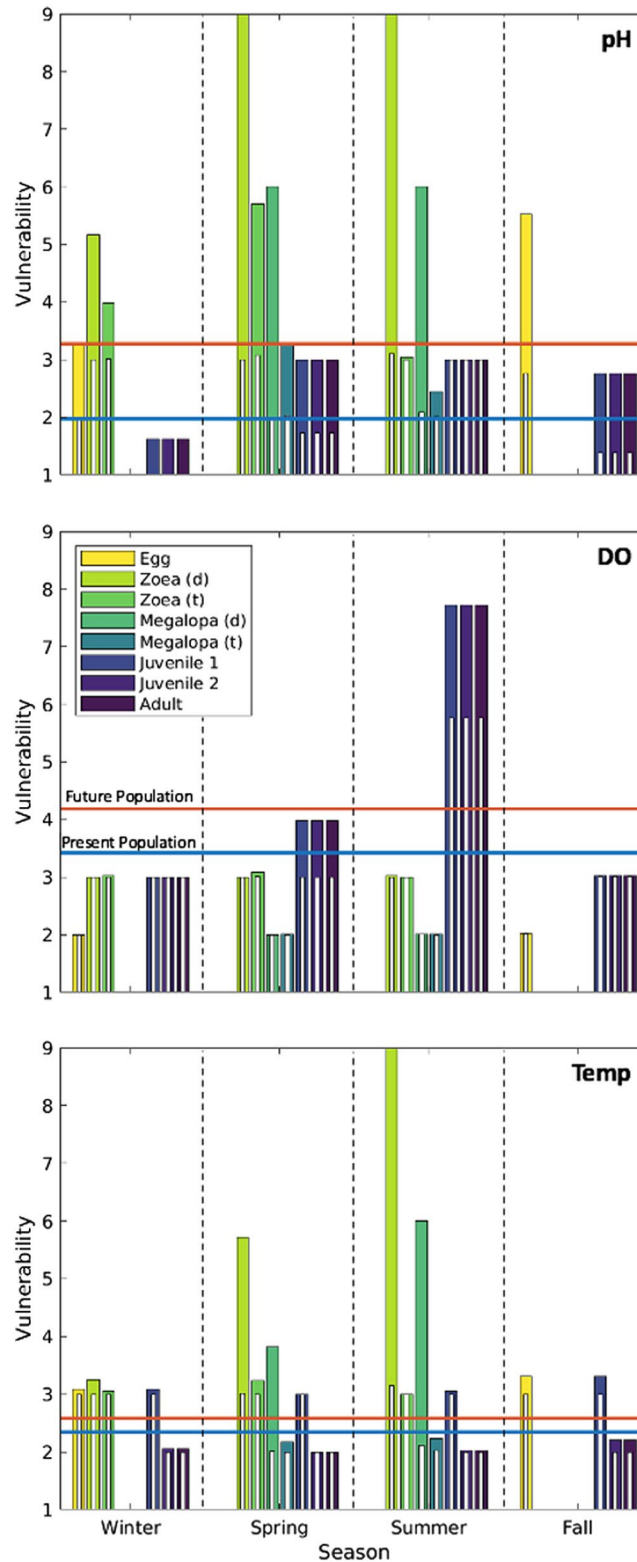 pH
9
8
7
6
5
4
3
2
1
Vulnerability
DO
9
8
7
6
5
4
3
2
1
Vulnerability
Egg
Zoea (d)
Zoea (t)
Megalopa (d)
Megalopa (t)
Juvenile 1
Juvenile 2
Adult
Future Population
Present Population
Temp
9
8
7
6
5
4
3
2
1
Vulnerability
Winter Spring Summer Fall
Season